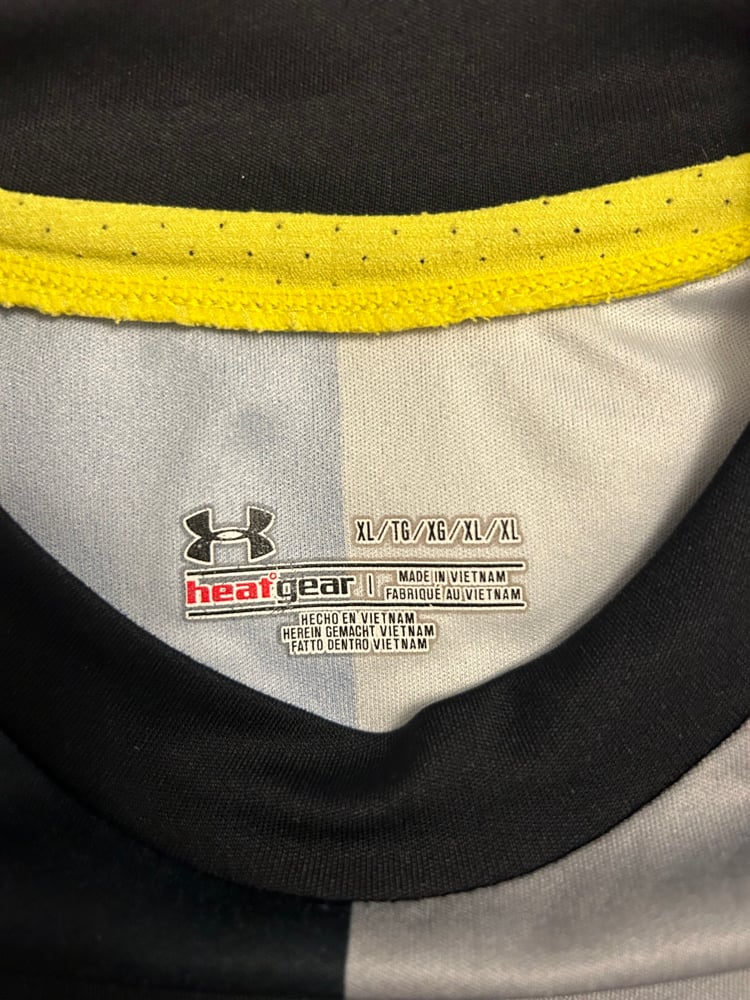 XL/TG/XG/XL/XL
heatgear
MADE IN VIETNAM
FABRIQUÉ AU VIETNAM
HECHO EN VIETNAM
HEREIN GEMACHT VIETNAM
FATTO DENTRO VIETNAM